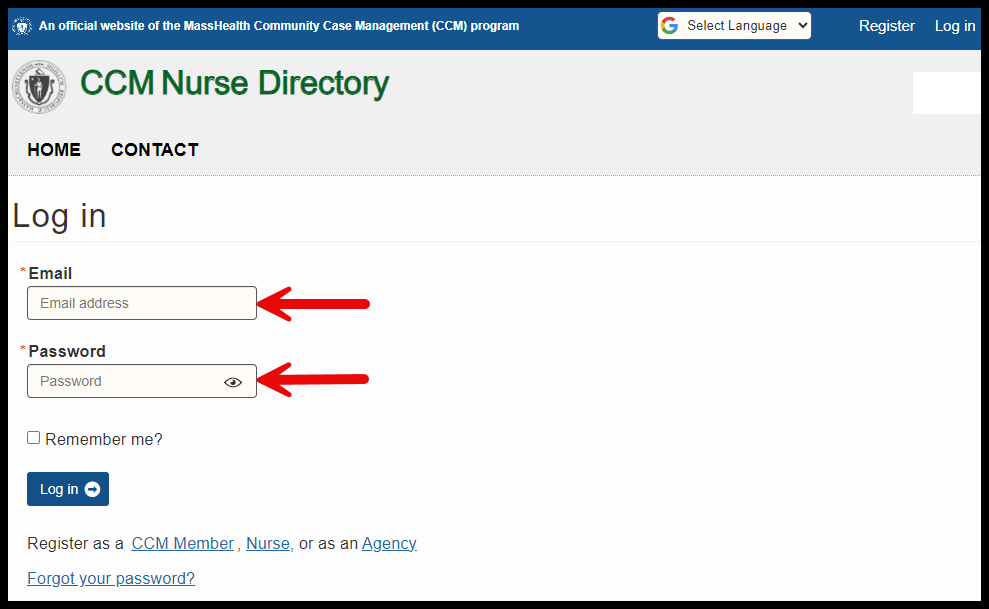 An official website of the MassHealth Community Case Management (CCM) program
Select Language
Register Log in
CCM Nurse Directory
HOME CONTACT
Log in
* Email
Email address
* Password
Password
Remember me?
Log in
Register as a CCM Member , Nurse, or as an Agency
Forgot your password?